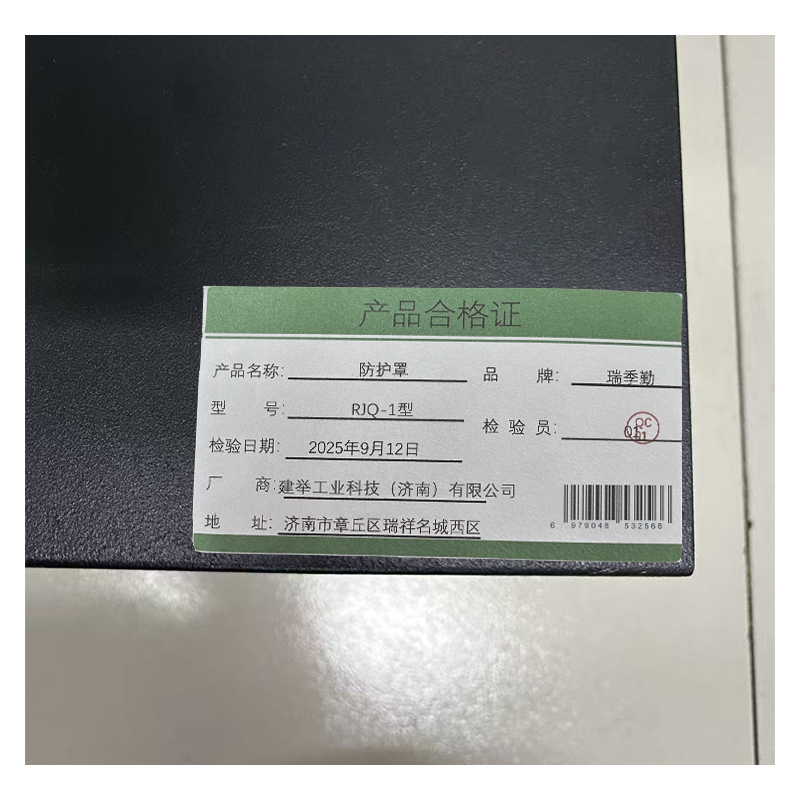 产品合格证
产品名称: 防护罩 品 牌: 瑞季勤
型 号: RJQ-1型
检 验 员: 01 QC 01
检验日期: 2025年9月12日
厂 商: 建举工业科技（济南）有限公司
地 址: 济南市章丘区瑞祥名城西区
6 979048 532566